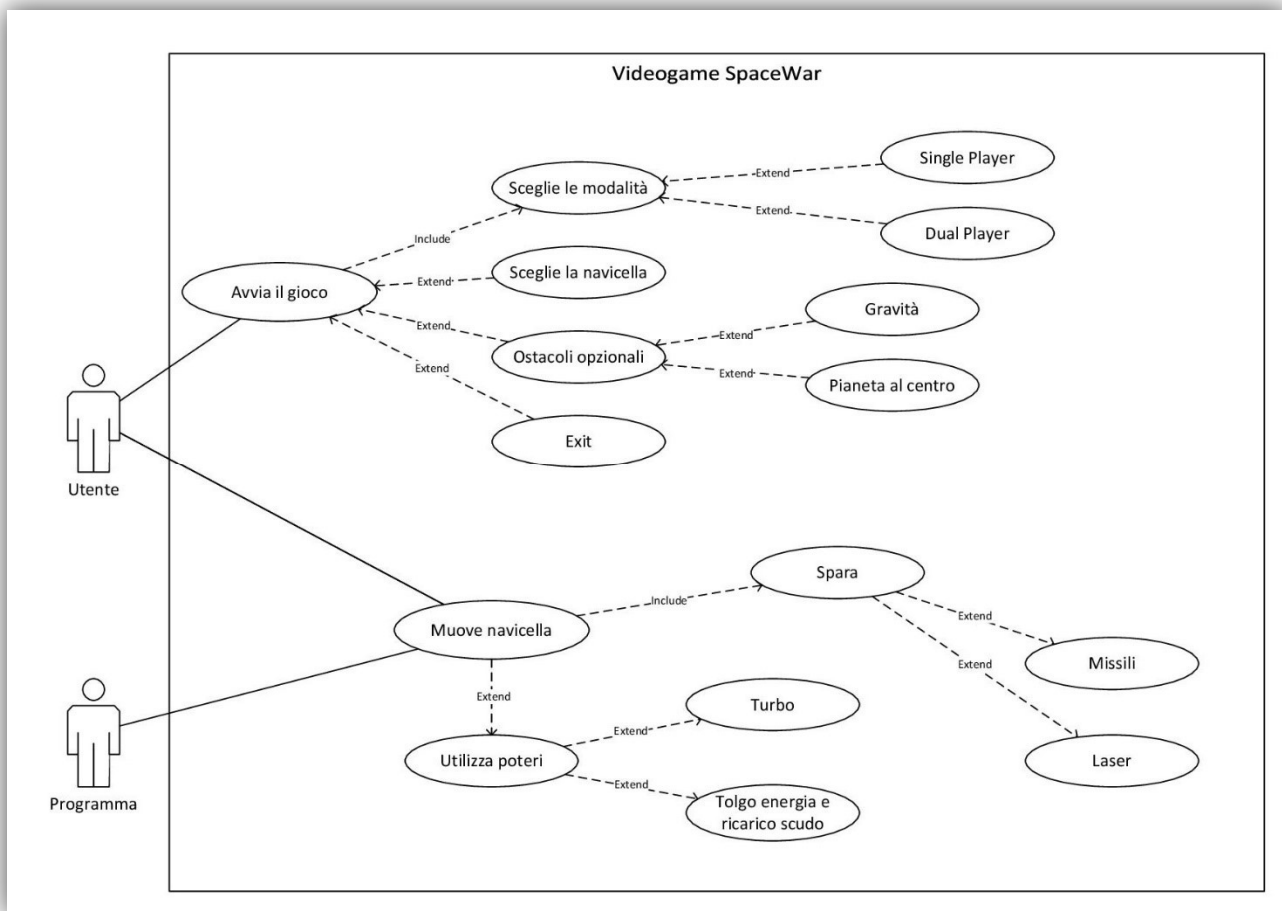 Videogame SpaceWar
Single Player
Extend
Sceglie le modalità
Extend
Dual Player
Include
Sceglie la navicella
Extend
Avvia il gioco
Gravità
Extend
Extend
Ostacoli opzionali
Extend
Extend
Pianeta al centro
Exit
Utente
Spara
Include
Extend
Muove navicella
Missili
Extend
Extend
Turbo
Extend
Utilizza poteri
Laser
Extend
Programma
Tolgo energia e
ricarico scudo